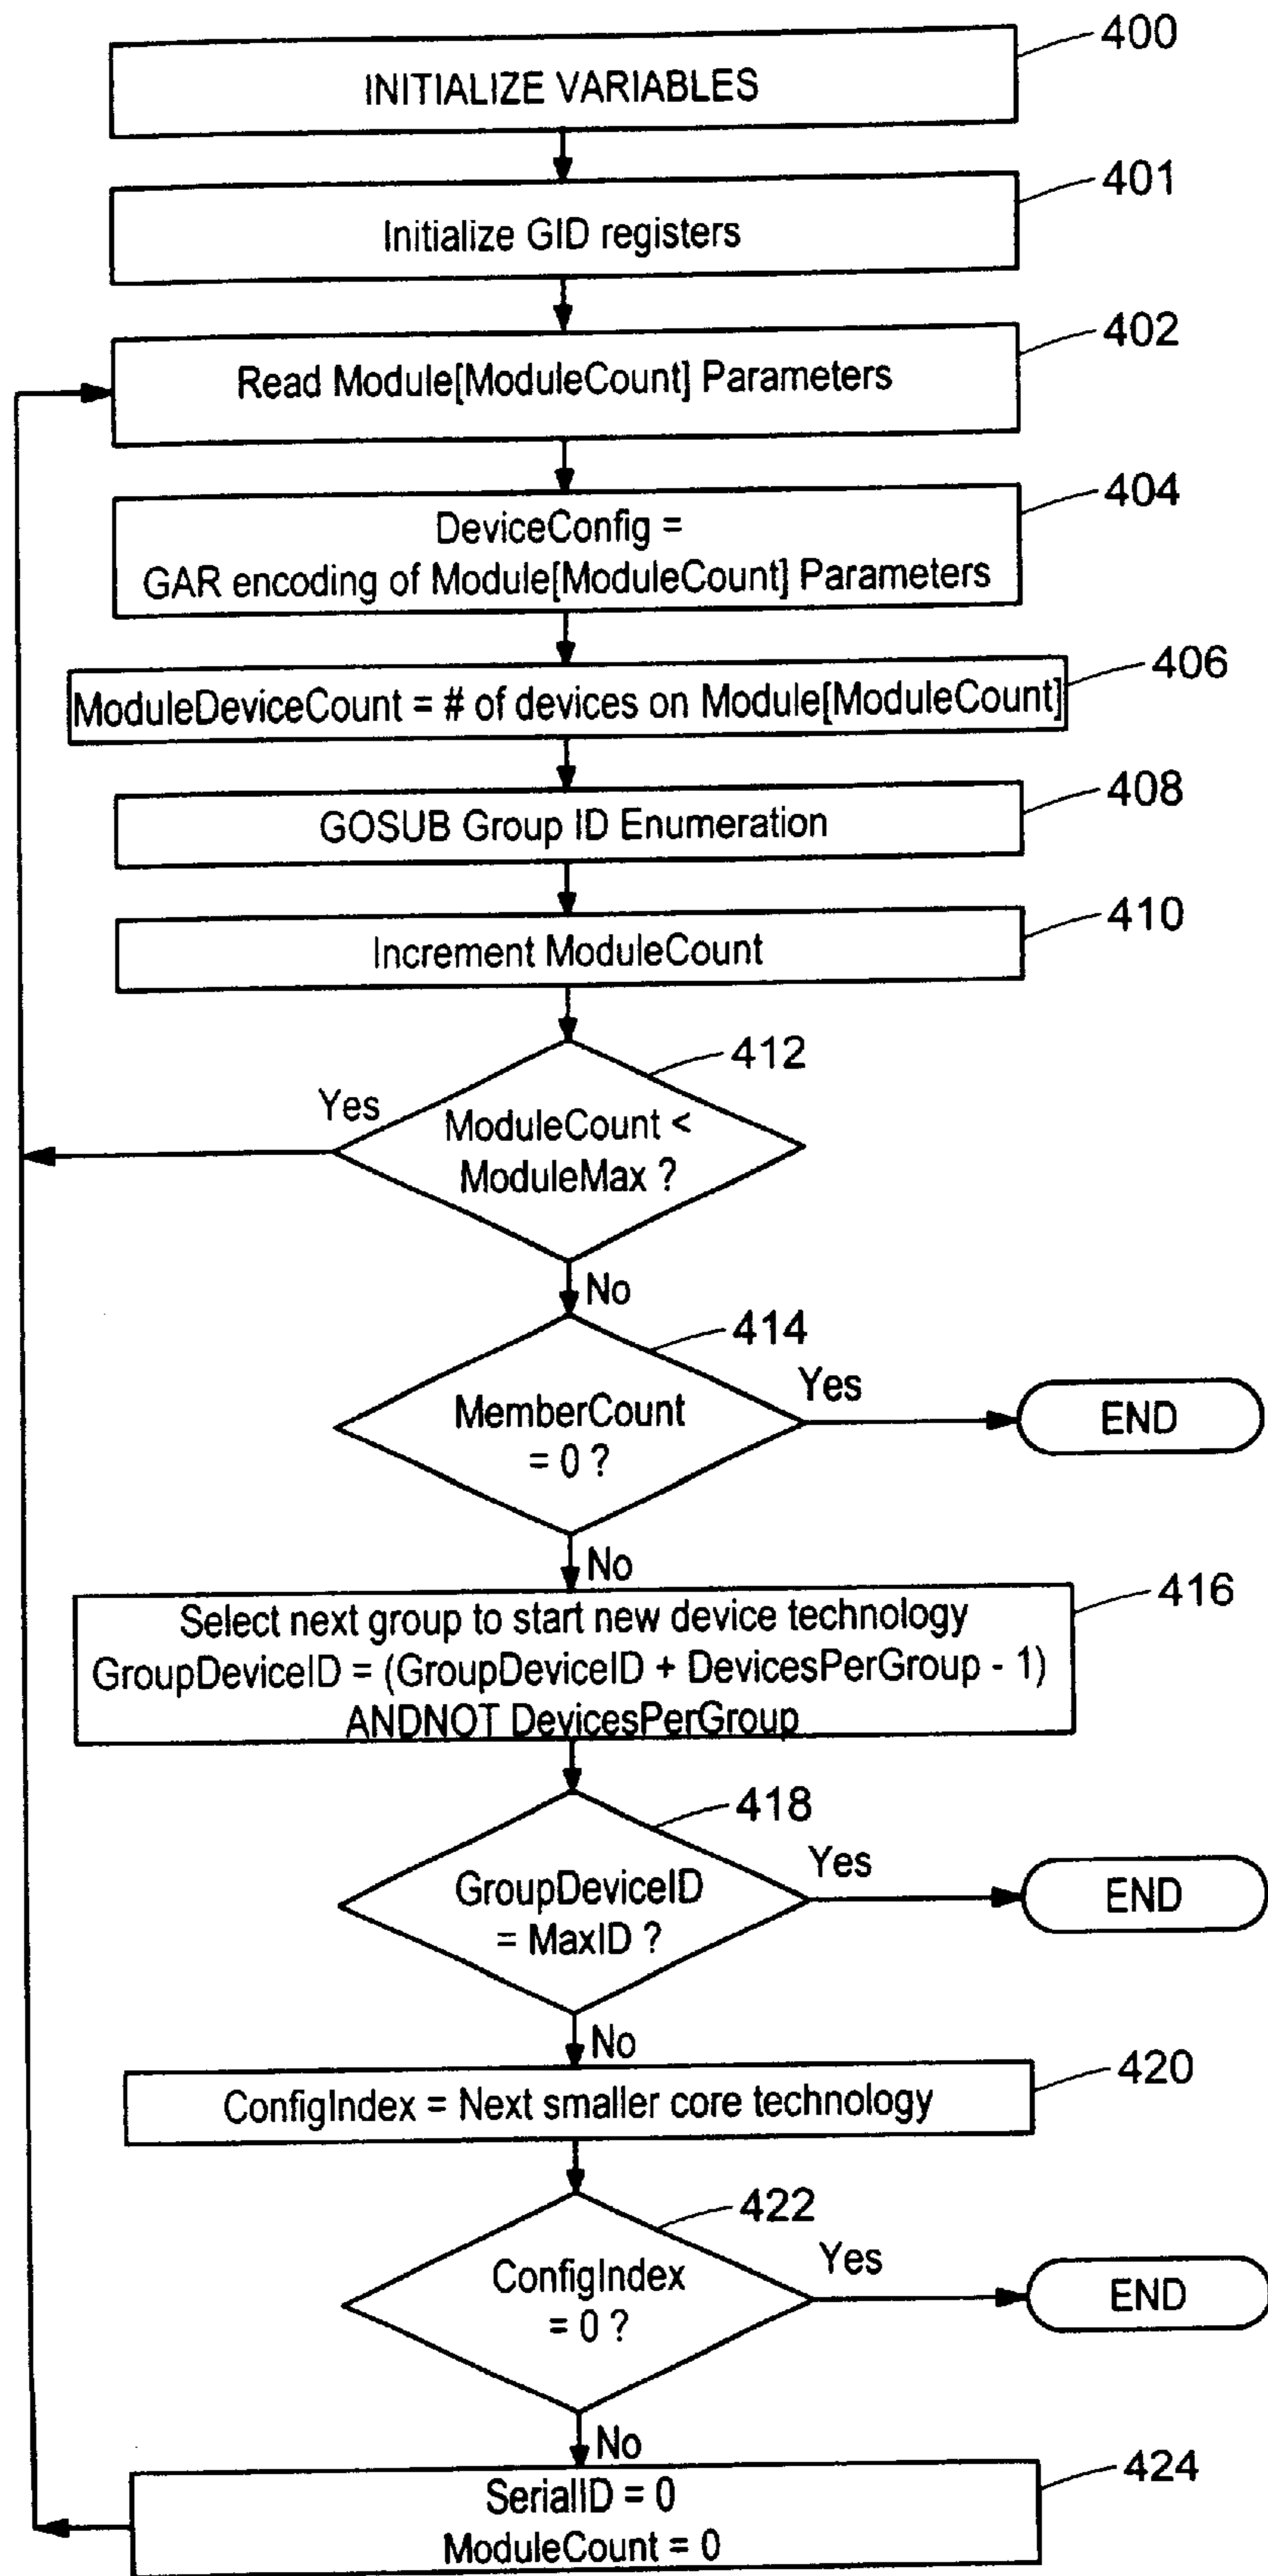 400
INITIALIZE VARIABLES
401
Initialize GID registers
402
Read Module[ModuleCount] Parameters
404
DeviceConfig =
GAR encoding of Module[ModuleCount] Parameters
406
ModuleDeviceCount = # of devices on Module[ModuleCount]
408
GOSUB Group ID Enumeration
410
Increment ModuleCount
412
Yes
ModuleCount <
ModuleMax ?
No
414
Yes
MemberCount
= 0 ?
END
No
416
Select next group to start new device technology
GroupDeviceID = (GroupDeviceID + DevicesPerGroup - 1)
ANDNOT DevicesPerGroup
418
Yes
GroupDeviceID
= MaxID ?
END
No
420
ConfigIndex = Next smaller core technology
422
Yes
ConfigIndex
= 0 ?
END
No
424
SerialID = 0
ModuleCount = 0